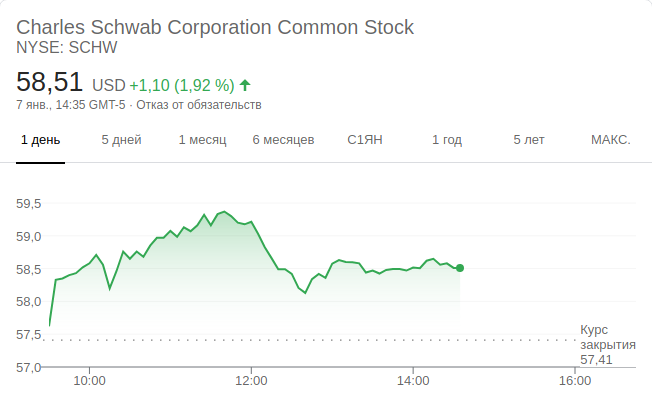 Charles Schwab Corporation Common Stock
NYSE: SCHW
58,51 USD +1,10 (1,92 %)
7 янв., 14:35 GMT-5 · Отказ от обязательств
1 день 5 дней 1 месяц 6 месяцев С1ЯН 1 год 5 лет МАКС.
59,5
59,0
58,5
58,0
57,5
57,0
Курс
закрытия
57,41
10:00 12:00 14:00 16:00